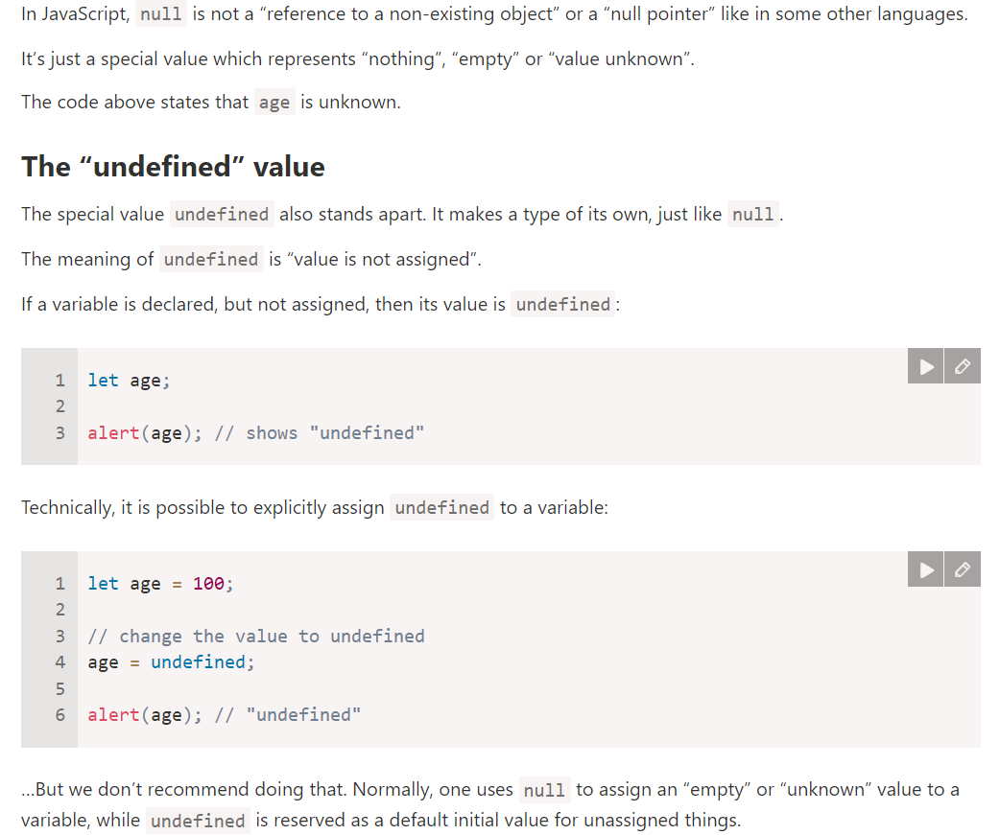 In JavaScript, null is not a “reference to a non-existing object” or a “null pointer” like in some other languages.
It’s just a special value which represents “nothing”, “empty” or “value unknown”.
The code above states that age is unknown.
The “undefined” value
The special value undefined also stands apart. It makes a type of its own, just like null.
The meaning of undefined is “value is not assigned”.
If a variable is declared, but not assigned, then its value is undefined:
1 let age;
2
3 alert(age); // shows "undefined"
Technically, it is possible to explicitly assign undefined to a variable:
1 let age = 100;
2
3 // change the value to undefined
4 age = undefined;
5
6 alert(age); // "undefined"
…But we don’t recommend doing that. Normally, one uses null to assign an “empty” or “unknown” value to a
variable, while undefined is reserved as a default initial value for unassigned things.